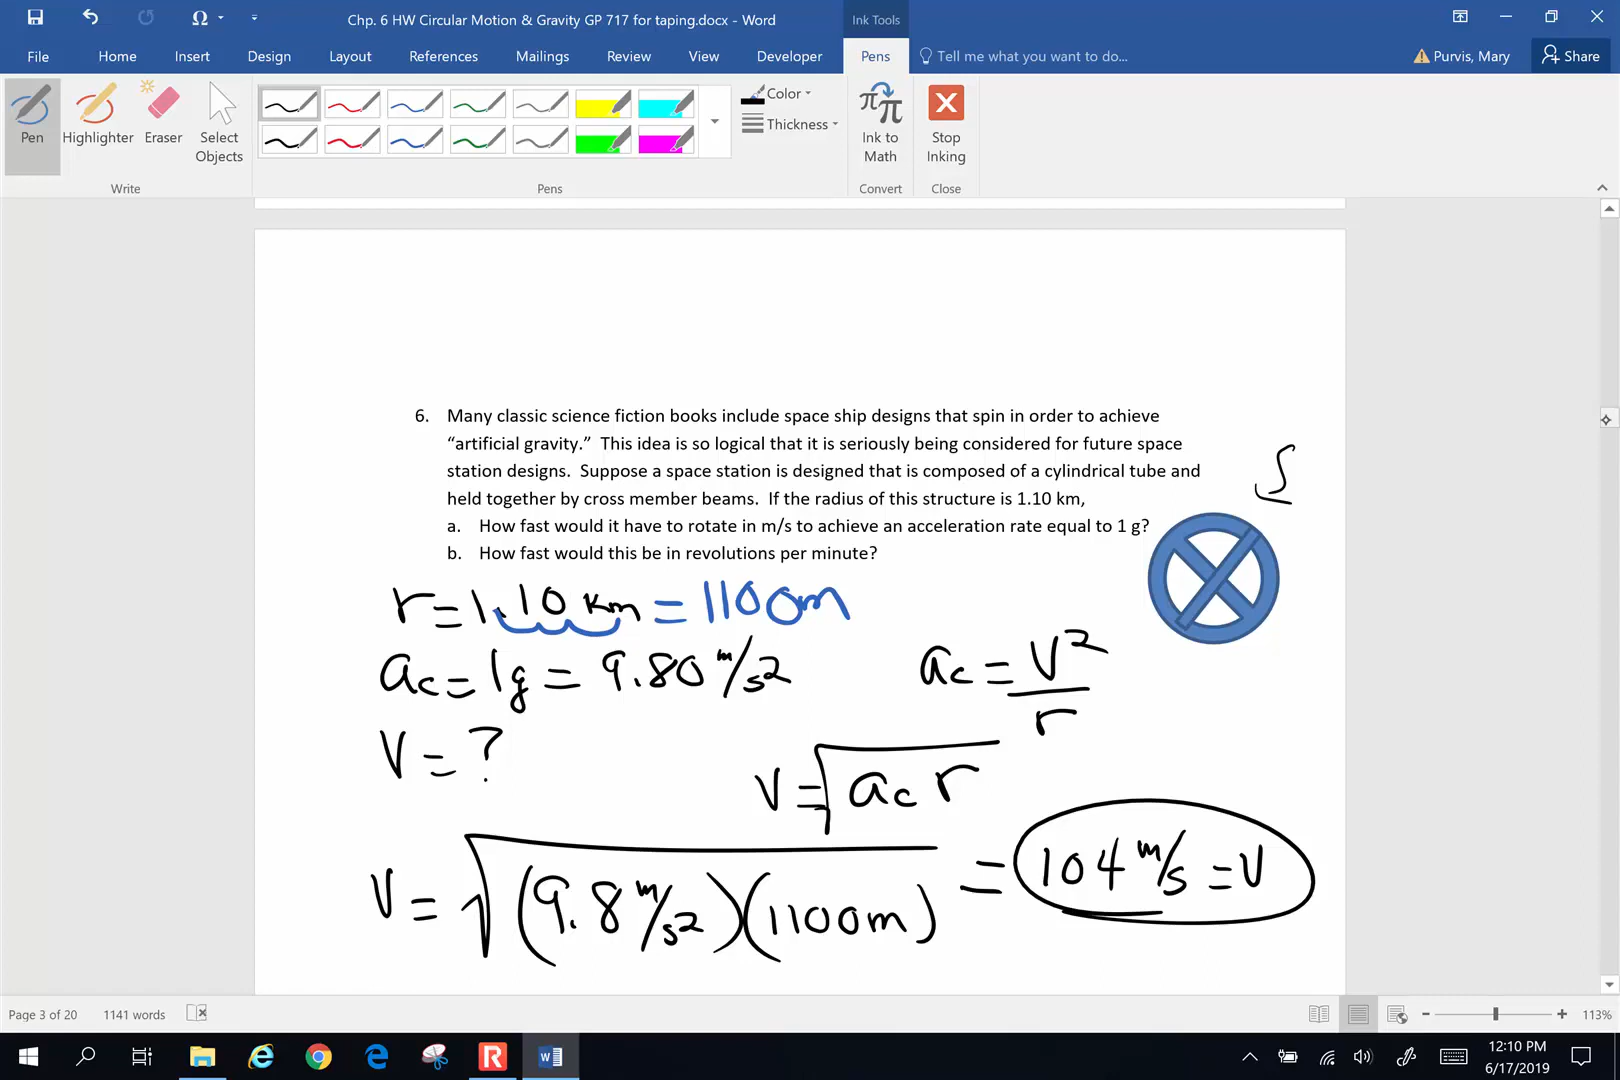 Chp. 6 HW Circular Motion & Gravity GP 717 for taping.docx - Word
Ink Tools
File Home Insert Design Layout References Mailings Review View Developer Pens Tell me what you want to do... Purvis, Mary Share
Pen Highlighter Eraser Select Objects
Color
Thickness
Ink to Math
Stop Inking
Write Pens Convert Close
6. Many classic science fiction books include space ship designs that spin in order to achieve
“artificial gravity.” This idea is so logical that it is seriously being considered for future space
station designs. Suppose a space station is designed that is composed of a cylindrical tube and
held together by cross member beams. If the radius of this structure is 1.10 km,
a. How fast would it have to rotate in m/s to achieve an acceleration rate equal to 1 g?
b. How fast would this be in revolutions per minute?
r = 1.10 km = 1100m
ac = 1g = 9.80 m/s2
ac = v2/r
V = ?
V = √ac r
V = √(9.8 m/s2)(1100m) = 104 m/s = V
Page 3 of 20 1141 words 113%
12:10 PM
6/17/2019